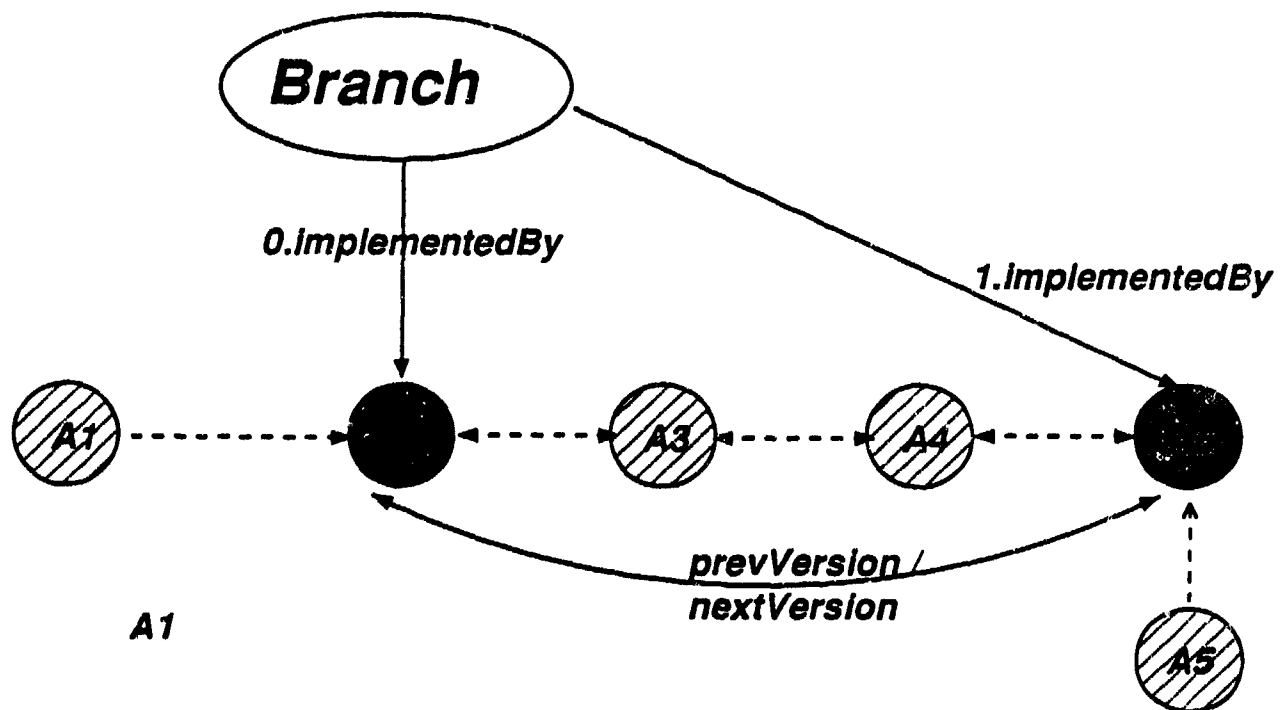 Branch
0.implementedBy
1.implementedBy
A1
A3
A4
prevVersion /
nextVersion
A1
A5